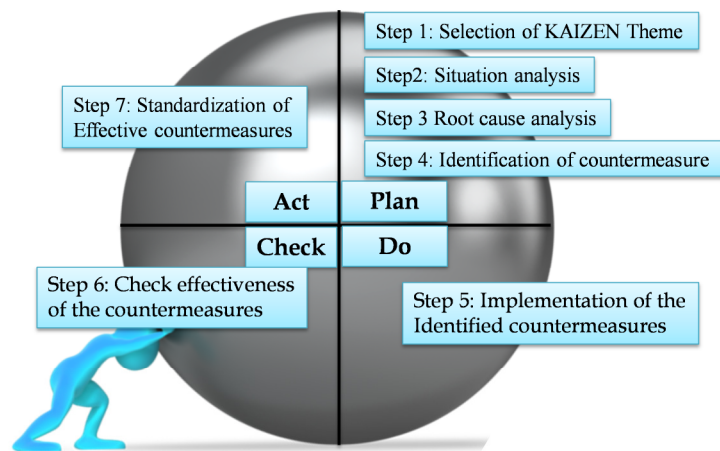 Step 1: Selection of KAIZEN Theme
Step2: Situation analysis
Step 3 Root cause analysis
Step 4: Identification of countermeasure
Step 7: Standardization of
Effective countermeasures
Act
Plan
Check
Do
Step 6: Check effectiveness
of the countermeasures
Step 5: Implementation of the
Identified countermeasures